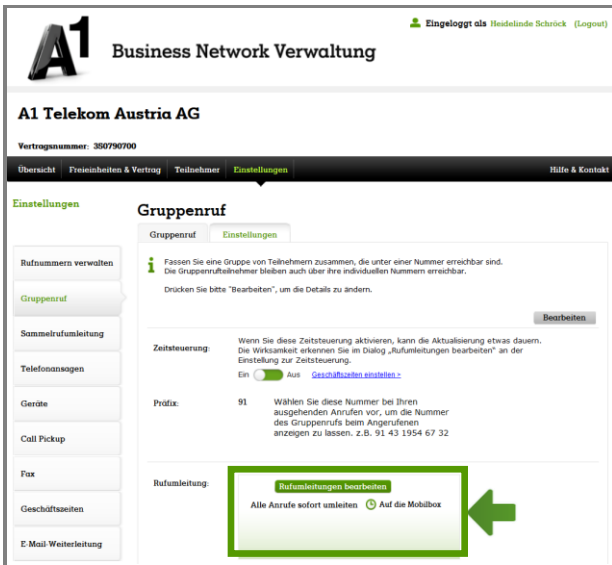 A1
Business Network Verwaltung
Eingeloggt als Heidelinde Schröck (Logout)
A1 Telekom Austria AG
Vertragsnummer: 350790700
Übersicht Freieinheiten & Vertrag Teilnehmer Einstellungen Hilfe & Kontakt
Einstellungen
Rufnummern verwalten
Gruppenruf
Sammelrufumleitung
Telefonansagen
Geräte
Call Pickup
Fax
Geschäftszeiten
E-Mail-Weiterleitung
Gruppenruf
Gruppenruf Einstellungen
i Fassen Sie eine Gruppe von Teilnehmern zusammen, die unter einer Nummer erreichbar sind.
Die Gruppenrufteilnehmer bleiben auch über ihre individuellen Nummern erreichbar.
Drücken Sie bitte "Bearbeiten", um die Details zu ändern.
Bearbeiten
Zeitsteuerung:
Wenn Sie diese Zeitsteuerung aktivieren, kann die Aktualisierung etwas dauern.
Die Wirksamkeit erkennen Sie im Dialog „Rufumleitungen bearbeiten" an der
Einstellung zur Zeitsteuerung.
Ein Aus Geschäftszeiten einstellen >
Präfix:
91 Wählen Sie diese Nummer bei Ihren
ausgehenden Anrufen vor, um die Nummer
des Gruppenrufs beim Angerufenen
anzeigen zu lassen. z.B. 91 43 1954 67 32
Rufumleitung:
Rufumleitungen bearbeiten
Alle Anrufe sofort umleiten Auf die Mobilbox